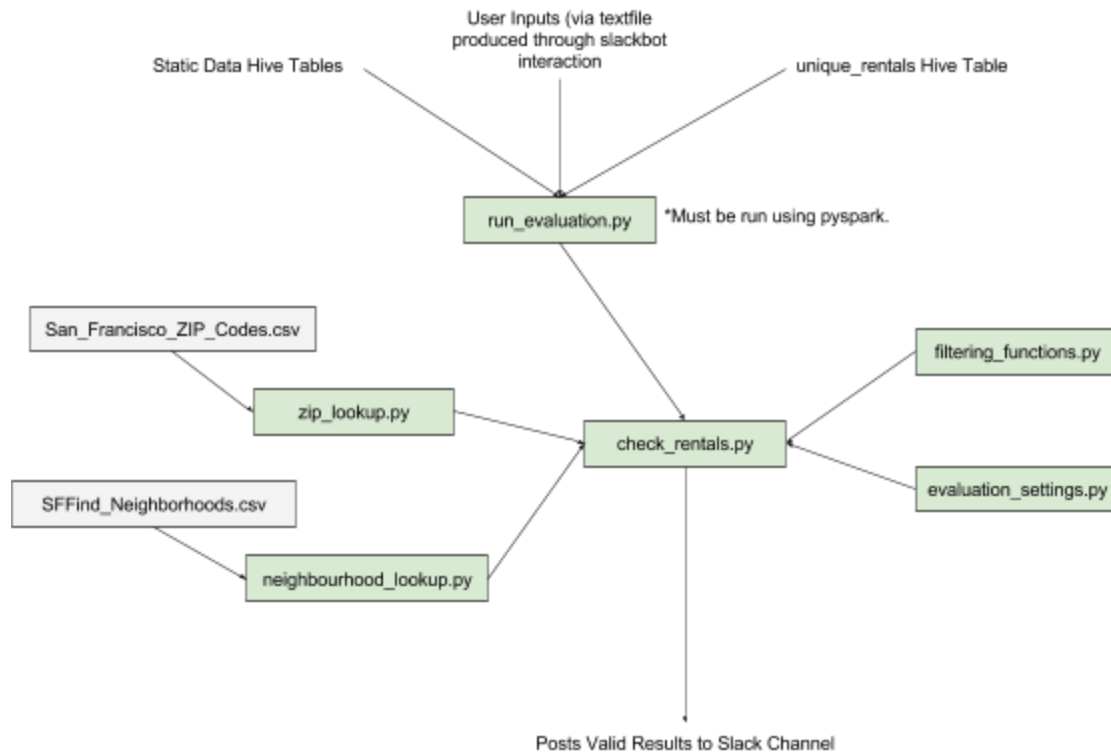 User Inputs (via textfile
produced through slackbot
interaction
Static Data Hive Tables
unique_rentals Hive Table
run_evaluation.py
*Must be run using pyspark.
San_Francisco_ZIP_Codes.csv
filtering_functions.py
zip_lookup.py
check_rentals.py
SFFind_Neighborhoods.csv
evaluation_settings.py
neighbourhood_lookup.py
Posts Valid Results to Slack Channel